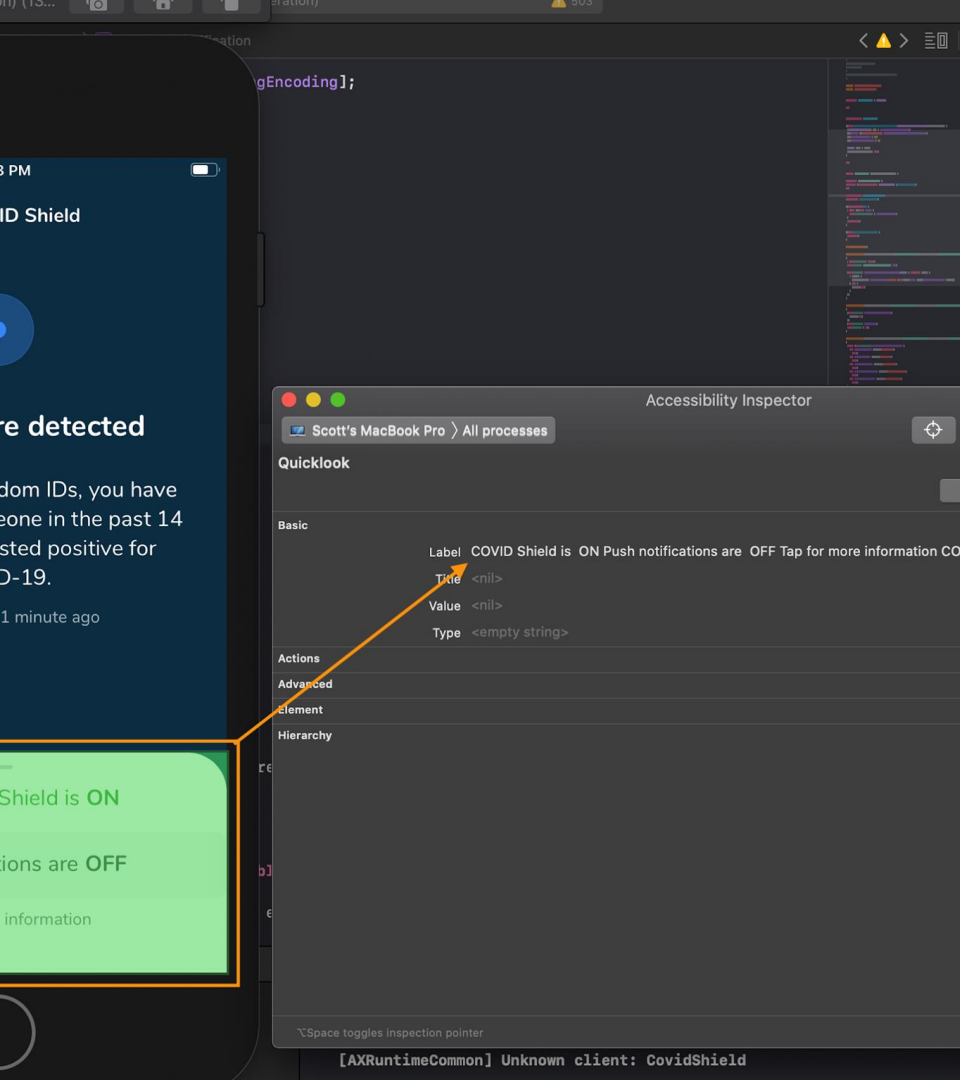 503
gEncoding];
PM
ID Shield
re detected
dom IDs, you have
eone in the past 14
sted positive for
D-19.
1 minute ago
Shield is ON
tions are OFF
information
Accessibility Inspector
Scott's MacBook Pro 〉 All processes
Quicklook
Basic
Label COVID Shield is ON Push notifications are OFF Tap for more information CO
Title <nil>
Value <nil>
Type <empty string>
Actions
Advanced
Element
Hierarchy
⌥Space toggles inspection pointer
[AXRuntimeCommon] Unknown client: CovidShield